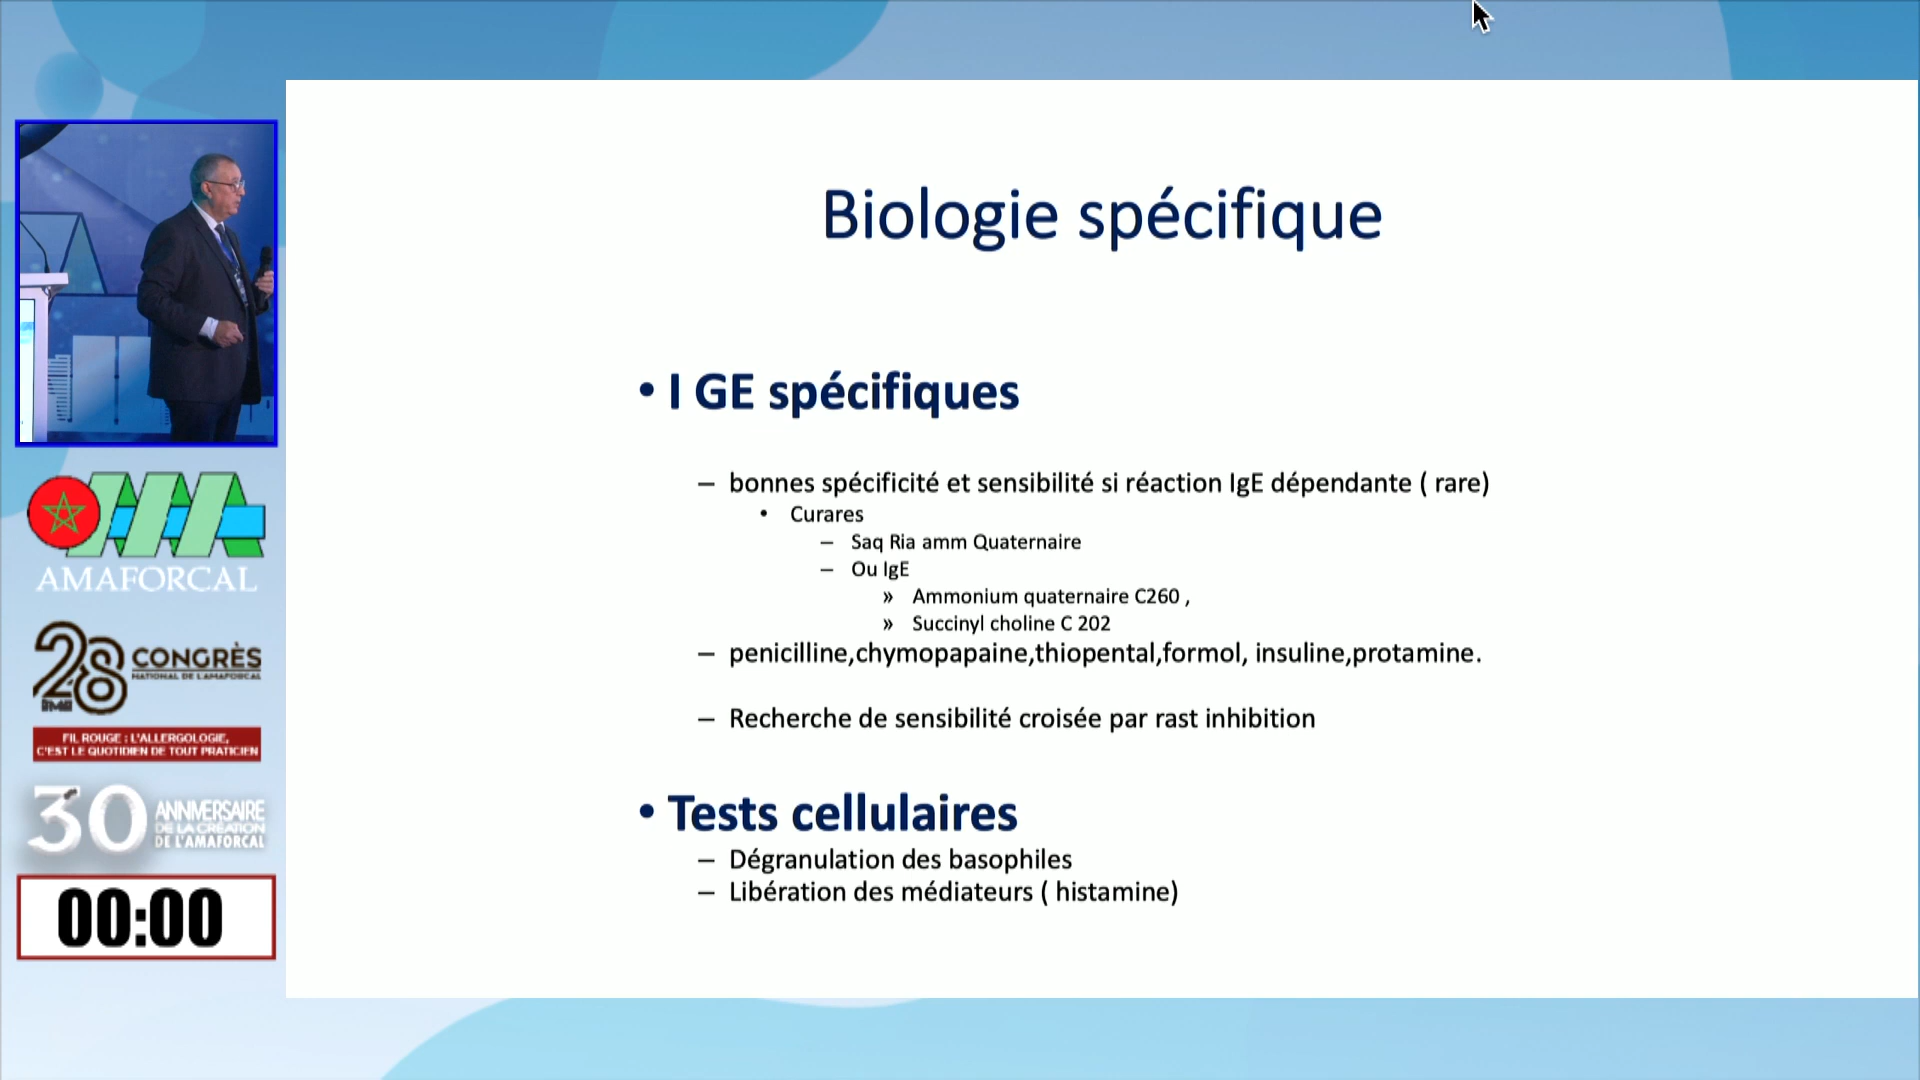 Biologie spécifique
• I GE spécifiques
– bonnes spécificité et sensibilité si réaction IgE dépendante ( rare)
• Curares
– Saq Ria amm Quaternaire
– Ou IgE
» Ammonium quaternaire C260 ,
» Succinyl choline C 202
– penicilline,chymopapaine,thiopental,formol, insuline,protamine.
– Recherche de sensibilité croisée par rast inhibition
• Tests cellulaires
– Dégranulation des basophiles
– Libération des médiateurs ( histamine)
AMAFORCAL
28 CONGRÈS
NATIONAL DE L'AMAFORCAL
FIL ROUGE : L'ALLERGOLOGIE,
C'EST LE QUOTIDIEN DE TOUT PRATICIEN
30 ANNIVERSAIRE
DE LA CRÉATION
DE L'AMAFORCAL
00:00